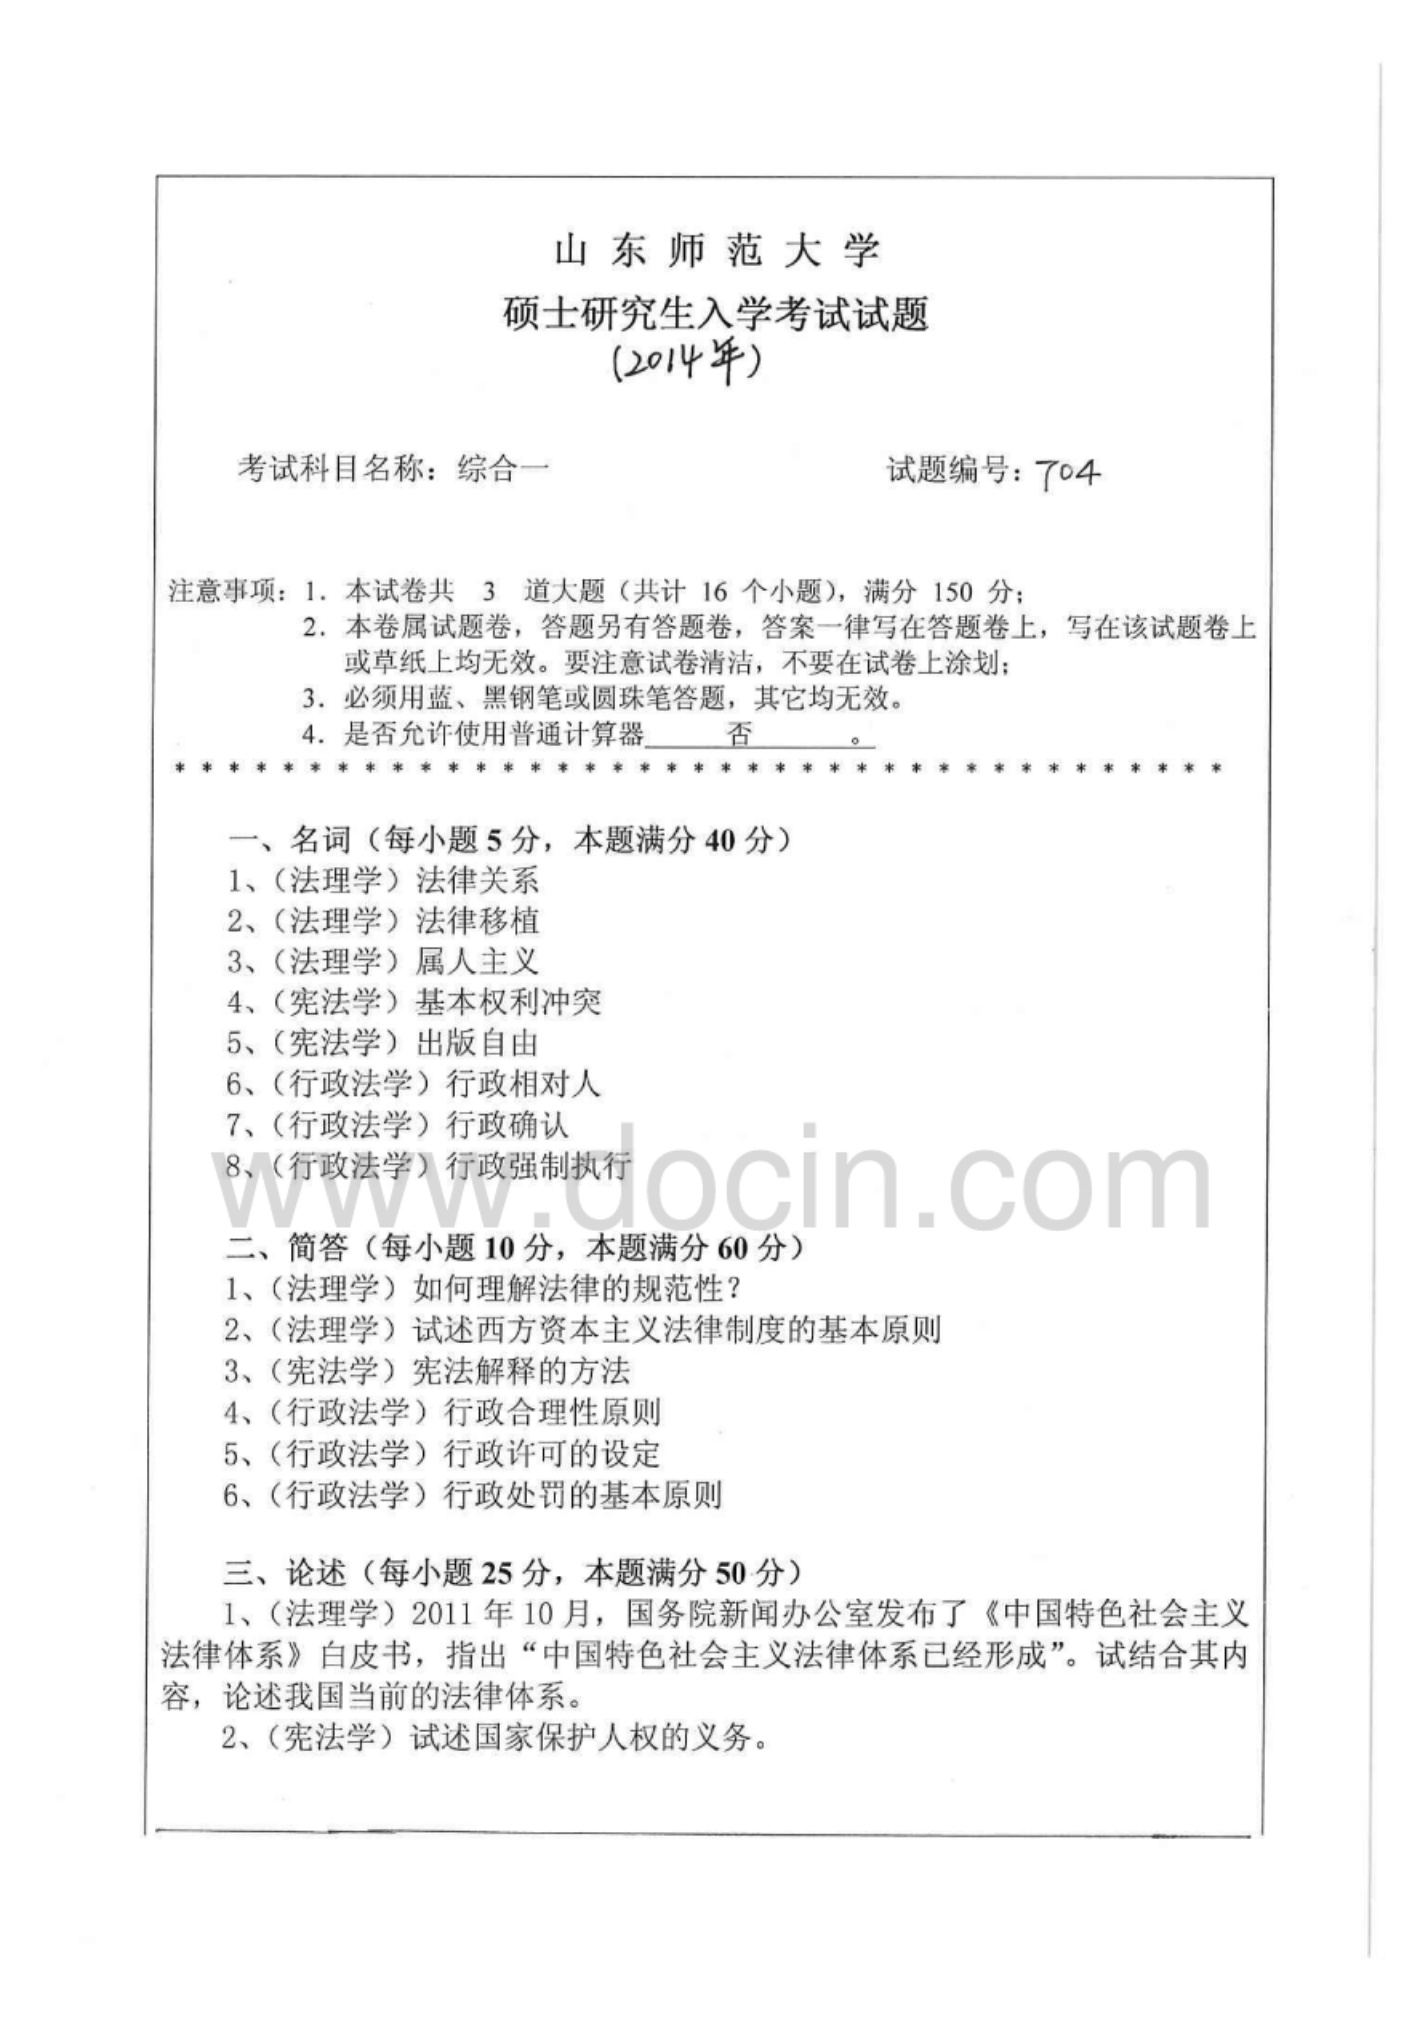 山东师范大学
硕士研究生入学考试试题
(2014年)
考试科目名称：综合一 试题编号：704
注意事项：1．本试卷共 3 道大题（共计 16 个小题），满分 150 分；
2．本卷属试题卷，答题另有答题卷，答案一律写在答题卷上，写在该试题卷上
或草纸上均无效。要注意试卷清洁，不要在试卷上涂划；
3．必须用蓝、黑钢笔或圆珠笔答题，其它均无效。
4．是否允许使用普通计算器 否 。
* * * * * * * * * * * * * * * * * * * * * * * * * * * * * * * * * * * * * * *
一、名词（每小题 5 分，本题满分 40 分）
1、（法理学）法律关系
2、（法理学）法律移植
3、（法理学）属人主义
4、（宪法学）基本权利冲突
5、（宪法学）出版自由
6、（行政法学）行政相对人
7、（行政法学）行政确认
8、（行政法学）行政强制执行
www.docin.com
二、简答（每小题 10 分，本题满分 60 分）
1、（法理学）如何理解法律的规范性？
2、（法理学）试述西方资本主义法律制度的基本原则
3、（宪法学）宪法解释的方法
4、（行政法学）行政合理性原则
5、（行政法学）行政许可的设定
6、（行政法学）行政处罚的基本原则
三、论述（每小题 25 分，本题满分 50 分）
1、（法理学）2011 年 10 月，国务院新闻办公室发布了《中国特色社会主义
法律体系》白皮书，指出“中国特色社会主义法律体系已经形成”。试结合其内
容，论述我国当前的法律体系。
2、（宪法学）试述国家保护人权的义务。